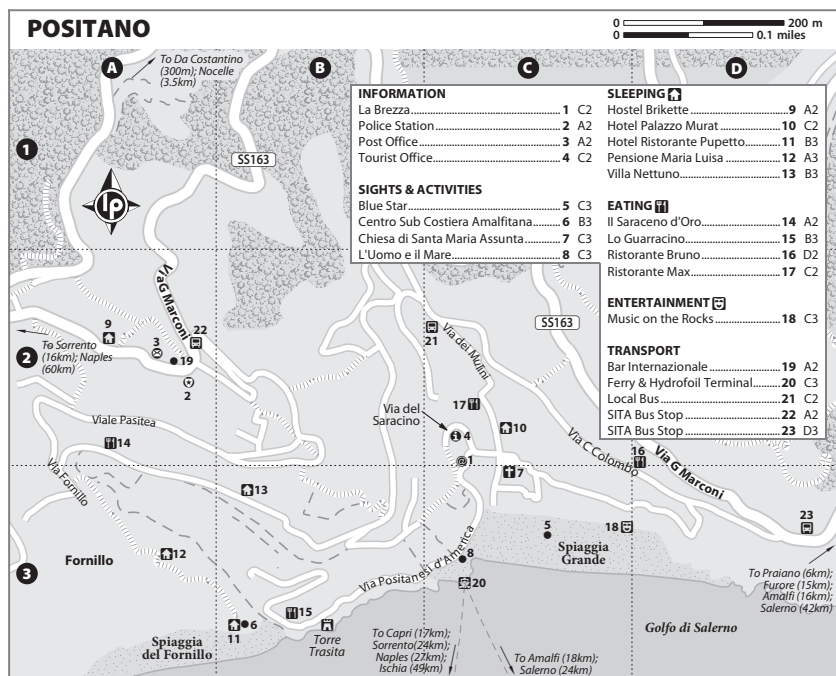 POSITANO
0 200 m
0 0.1 miles
A
B
C
D
To Da Costantino
(300m); Nocelle
(3.5km)
INFORMATION
La Brezza 1 C2
Police Station 2 A2
Post Office 3 A2
Tourist Office 4 C2
SIGHTS & ACTIVITIES
Blue Star 5 C3
Centro Sub Costiera Amalfitana 6 B3
Chiesa di Santa Maria Assunta 7 C3
L'Uomo e il Mare 8 C3
SLEEPING
Hostel Brikette 9 A2
Hotel Palazzo Murat 10 C2
Hotel Ristorante Pupetto 11 B3
Pensione Maria Luisa 12 A3
Villa Nettuno 13 B3
EATING
Il Saraceno d'Oro 14 A2
Lo Guarracino 15 B3
Ristorante Bruno 16 D2
Ristorante Max 17 C2
ENTERTAINMENT
Music on the Rocks 18 C3
TRANSPORT
Bar Internazionale 19 A2
Ferry & Hydrofoil Terminal 20 C3
Local Bus 21 C2
SITA Bus Stop 22 A2
SITA Bus Stop 23 D3
1
SS163
lp
Via G Marconi
SS163
2
To Sorrento
(16km); Naples
(60km)
9
3
22
19
2
21
Via dei Mulini
Via del
Saracino
17
4
10
1
7
Viale Pasitea
14
Via Fornillo
13
Via C Colombo
16
Via G Marconi
23
3
Fornillo
12
5
18
Spiaggia
Grande
8
20
Via Positanesi d'America
To Praiano (6km);
Furore (15km);
Amalfi (16km);
Salerno (42km)
15
6
11
Torre
Trasita
Spiaggia
del Fornillo
To Capri (17km);
Sorrento(24km);
Naples (27km);
Ischia (49km)
To Amalfi (18km);
Salerno (24km)
Golfo di Salerno